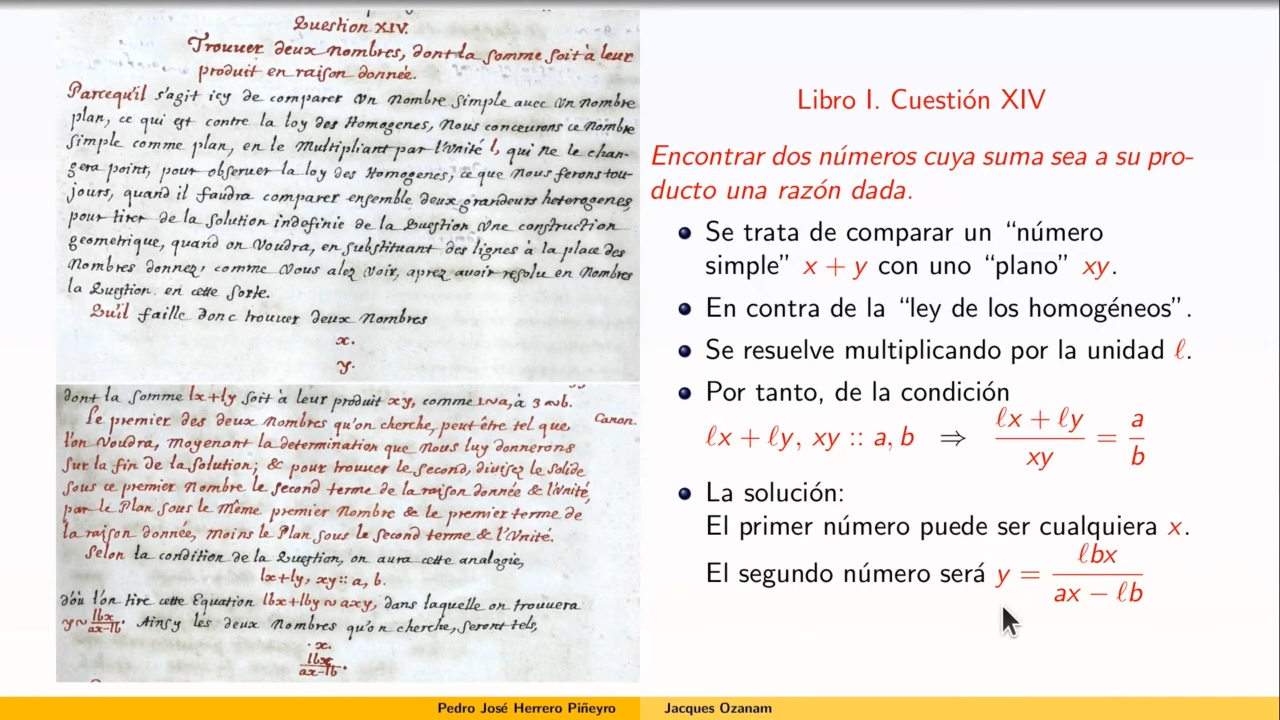 Question XIV.
Trouuer deux nombres, dont la somme soit à leur
produit en raison donnée.
Parcequ'il s'agit icy de comparer un nombre simple auec un nombre
plan, ce qui est contre la loy des Homogenes, nous conceurons ce nombre
simple comme plan, en le multipliant par l'unité l, qui ne le chan-
gera point, pour obseruer la loy des Homogenes, ce que nous ferons tou-
jours, quand il faudra comparer ensemble deux grandeurs heterogenes,
pour tirer de la solution indefinie de la Question une construction
geometrique, quand on voudra, en substituant des lignes à la place des
nombres donnez, comme vous alez voir, aprez auoir resolu en nombres
la Question en cette sorte.
Qu'il faille donc trouuer deux nombres
x.
y.
dont la somme lx+ly soit à leur produit xy, comme a, à b.
Le premier des deux nombres qu'on cherche, peut être tel que Canon.
l'on voudra, moyenant la determination que nous luy donnerons
sur la fin de la solution; & pour trouuer le second, divisez le solide
sous ce premier nombre le second terme de la raison donnée & l'unité,
par le plan sous le même premier nombre & le premier terme de
la raison donnée, moins le plan sous le second terme & l'unité.
Selon la condition de la Question, on aura cette analogie,
lx+ly, xy :: a, b.
d'où l'on tire cette Equation lbx+lby ~ axy, dans laquelle on trouuera
y ~ lbx/ax-lb. Ainsy les deux nombres qu'on cherche, seront tels,
x.
lbx/ax-lb.
Libro I. Cuestión XIV
Encontrar dos números cuya suma sea a su pro-
ducto una razón dada.
Se trata de comparar un “número
simple” x + y con uno “plano” xy.
En contra de la “ley de los homogéneos”.
Se resuelve multiplicando por la unidad ℓ.
Por tanto, de la condición
ℓx + ℓy, xy :: a, b ⇒ (ℓx + ℓy)/xy = a/b
La solución:
El primer número puede ser cualquiera x.
El segundo número será y = ℓbx/(ax − ℓb)
Pedro José Herrero Piñeyro Jacques Ozanam